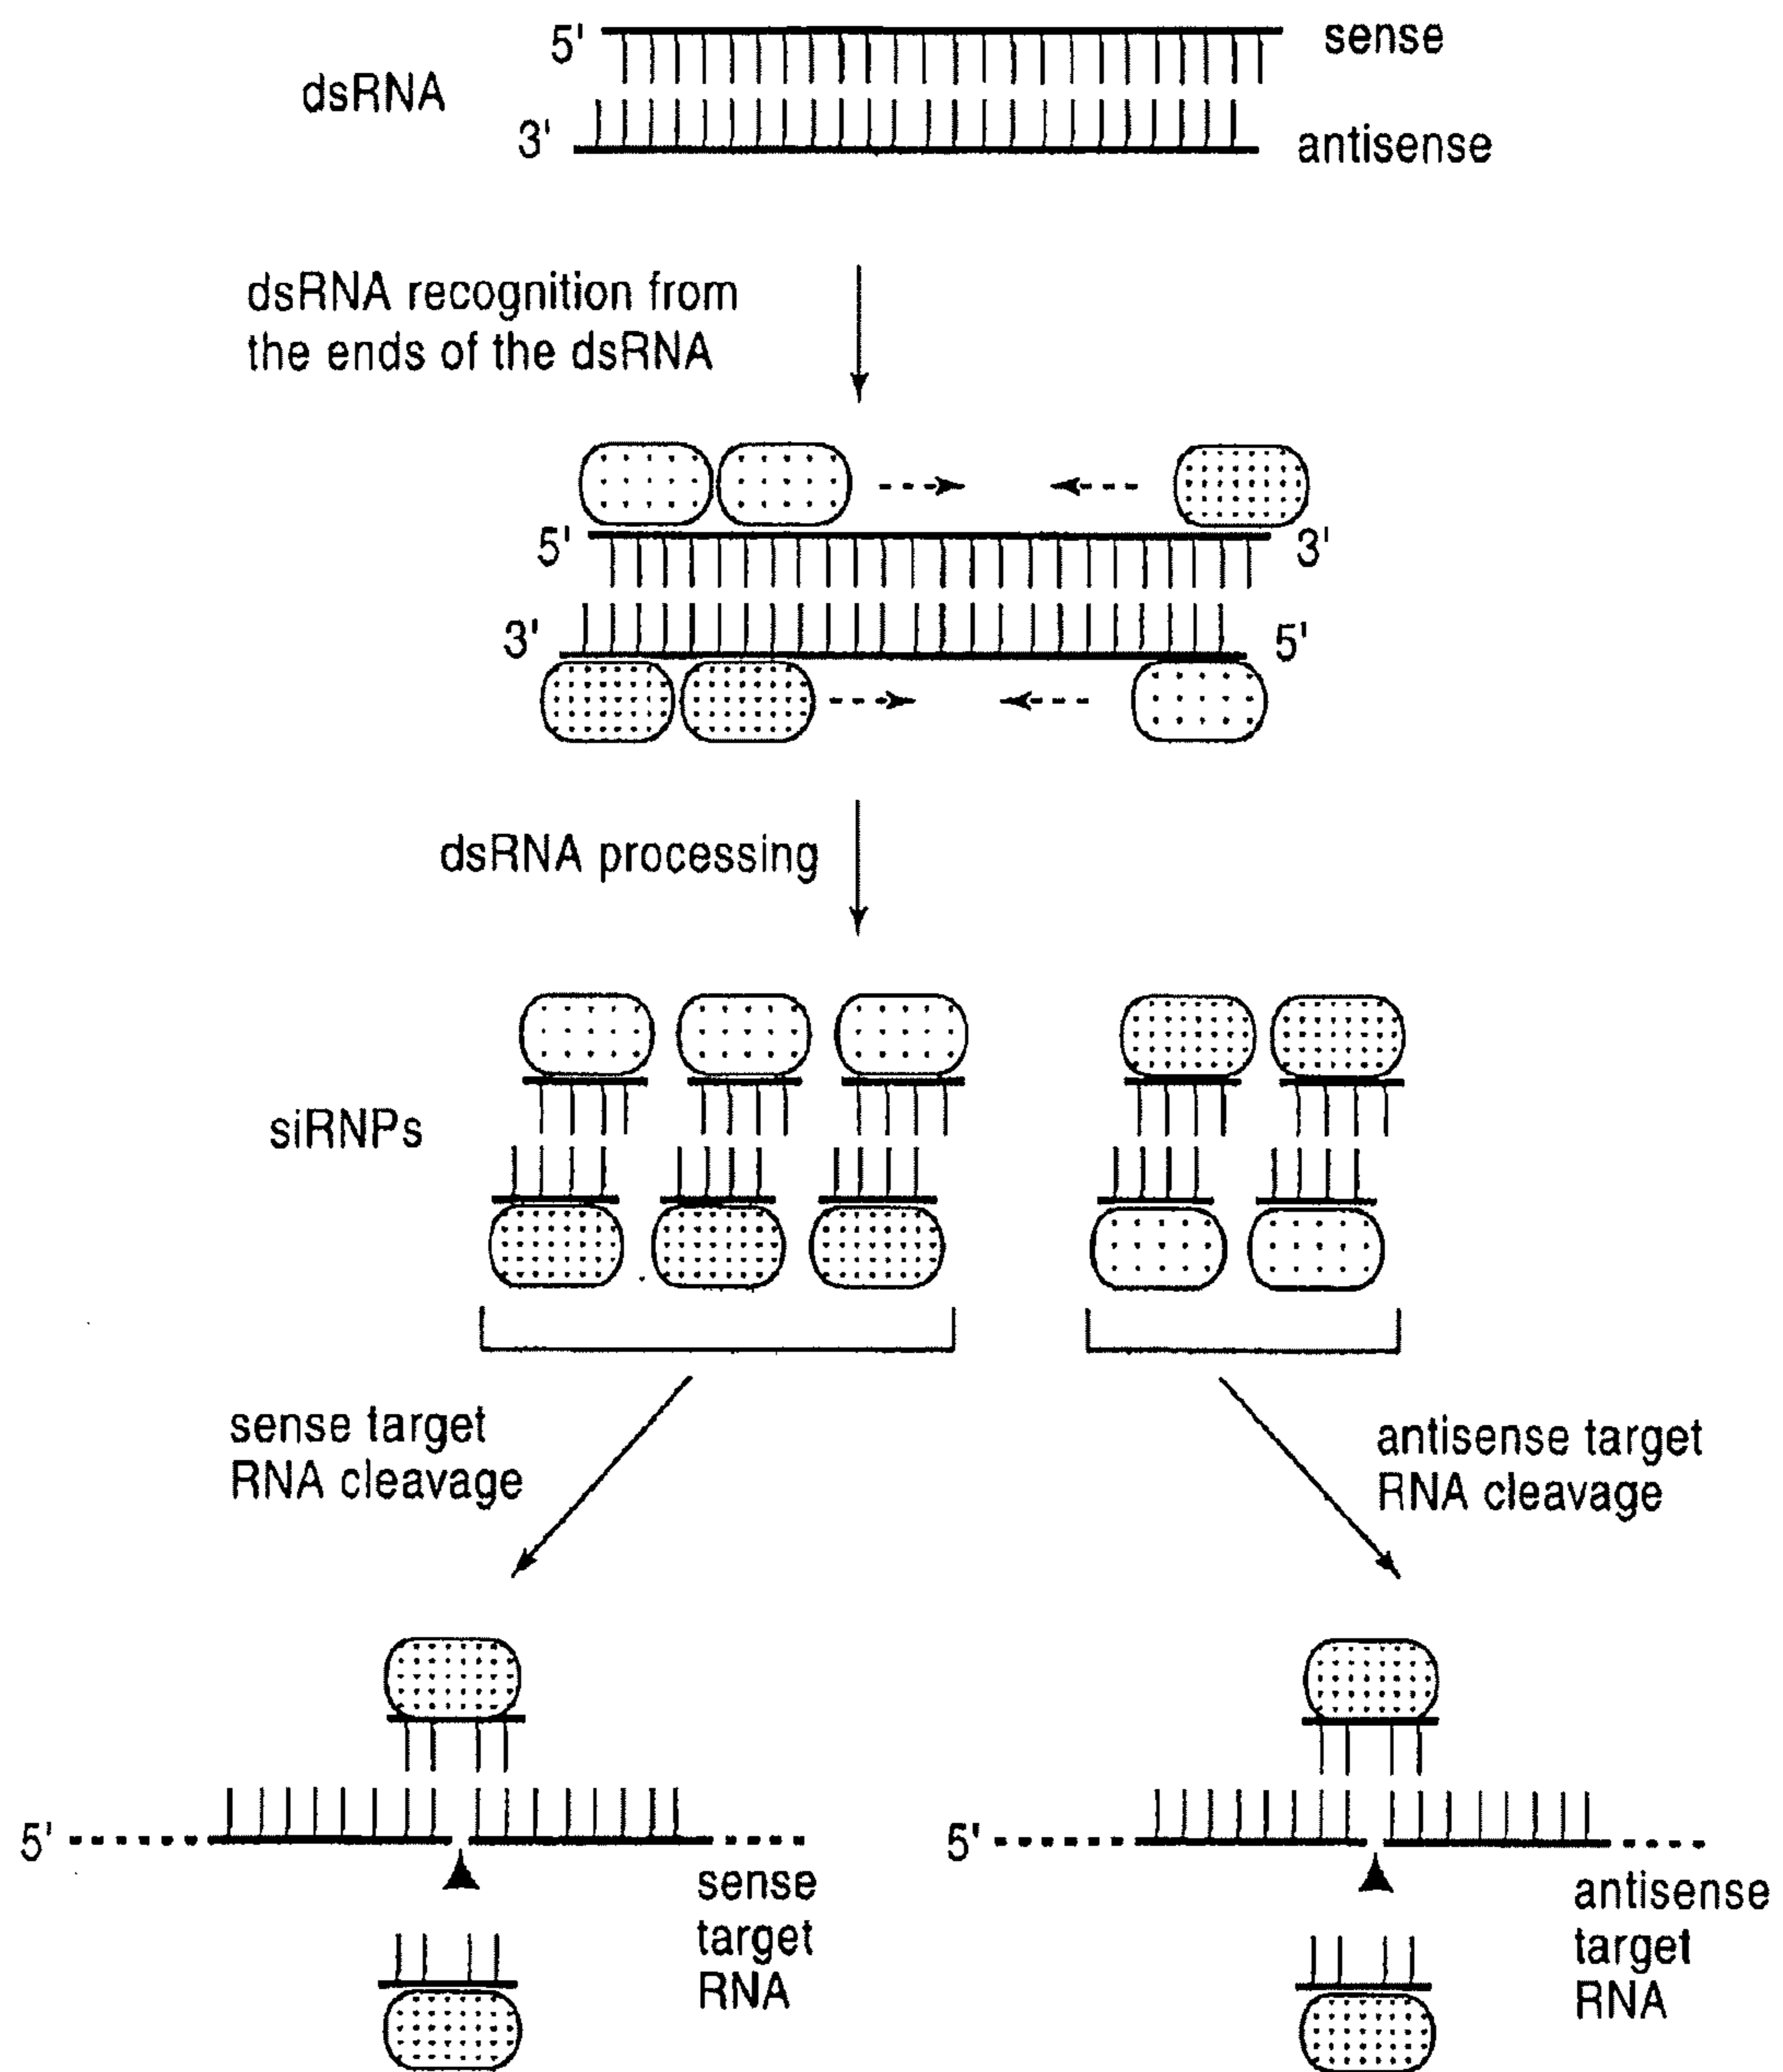 5' sense
dsRNA
3' antisense
dsRNA recognition from
the ends of the dsRNA
5' 3'
3' 5'
dsRNA processing
siRNPs
sense target
RNA cleavage
antisense target
RNA cleavage
5' 5'
sense
target
RNA
antisense
target
RNA